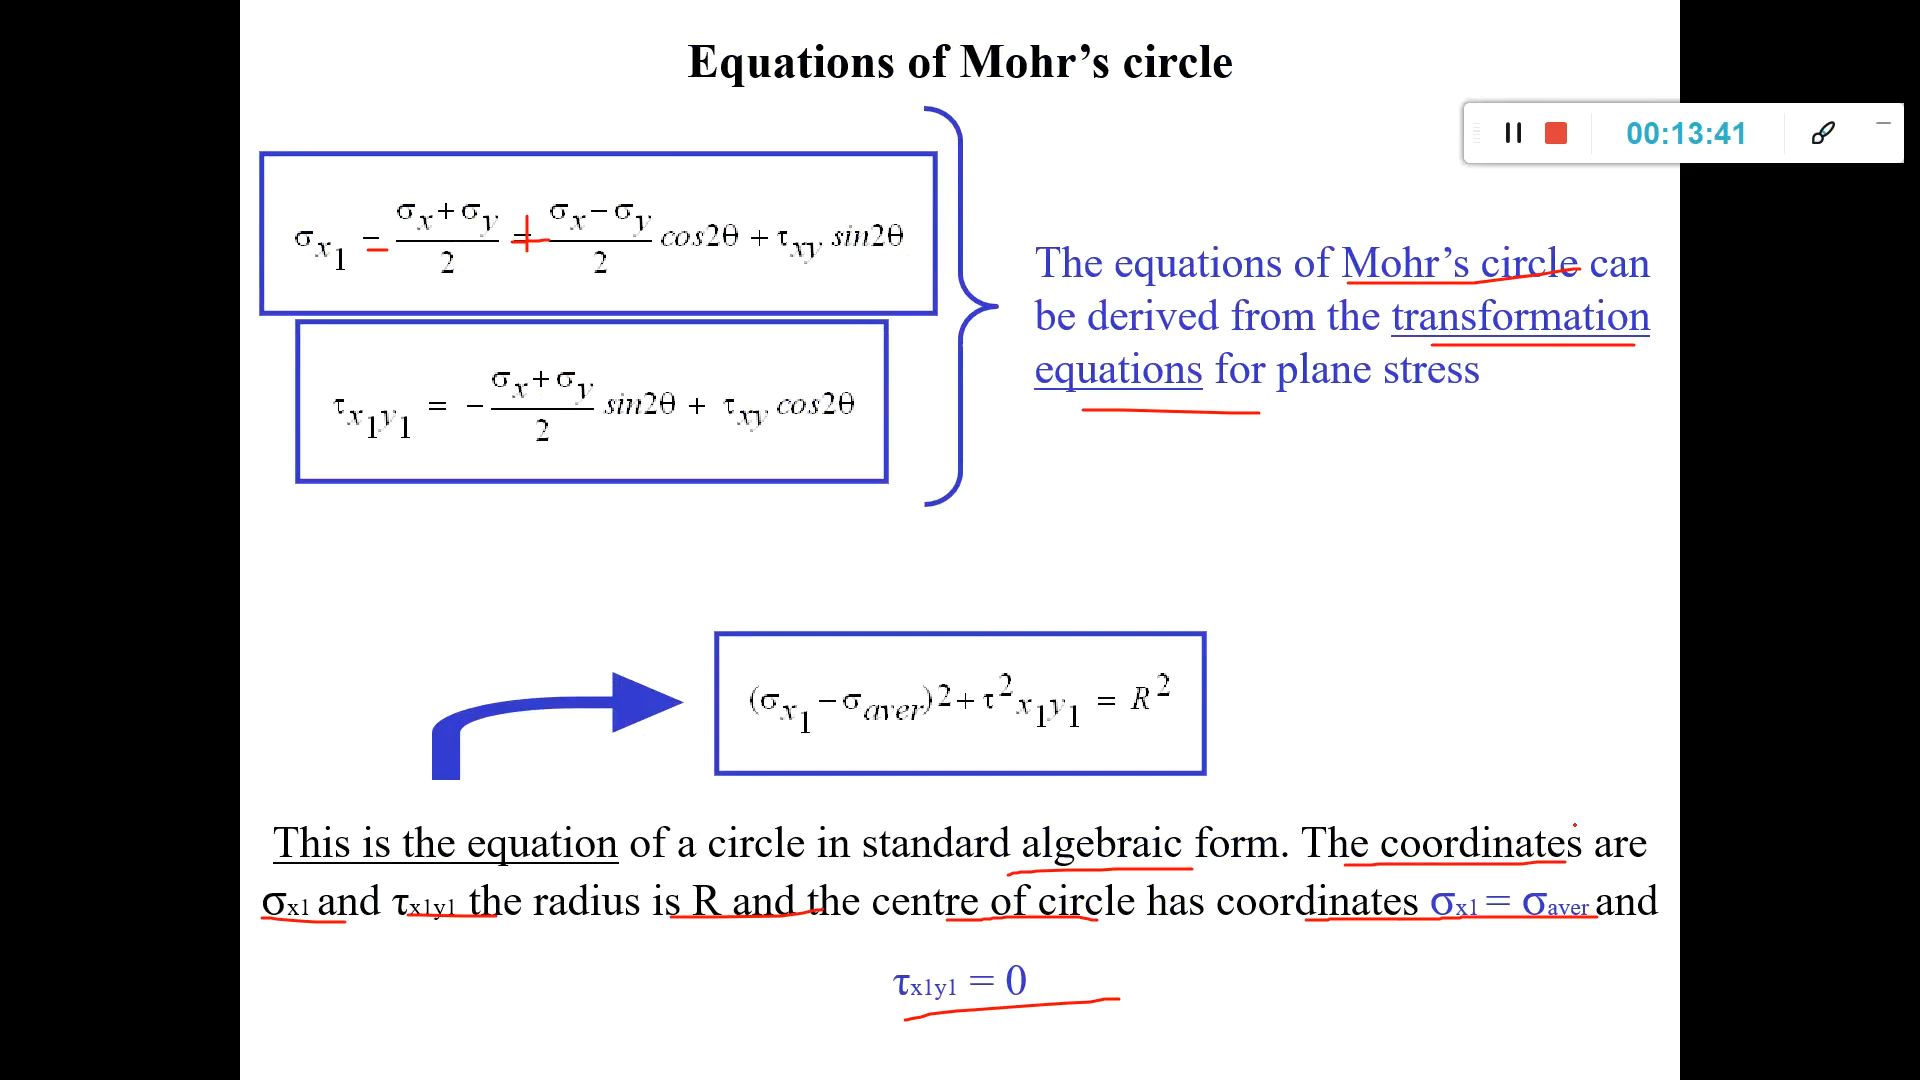 Equations of Mohr’s circle
00:13:41
σx1 − (σx + σy)/2 = (σx − σy)/2 cos2θ + τxy sin2θ
The equations of Mohr’s circle can
be derived from the transformation
equations for plane stress
τx1y1 = − (σx + σy)/2 sin2θ + τxy cos2θ
(σx1 − σaver)2 + τ² x1y1 = R²
This is the equation of a circle in standard algebraic form. The coordinates are
σx1 and τx1y1 the radius is R and the centre of circle has coordinates σx1 = σaver and
τx1y1 = 0